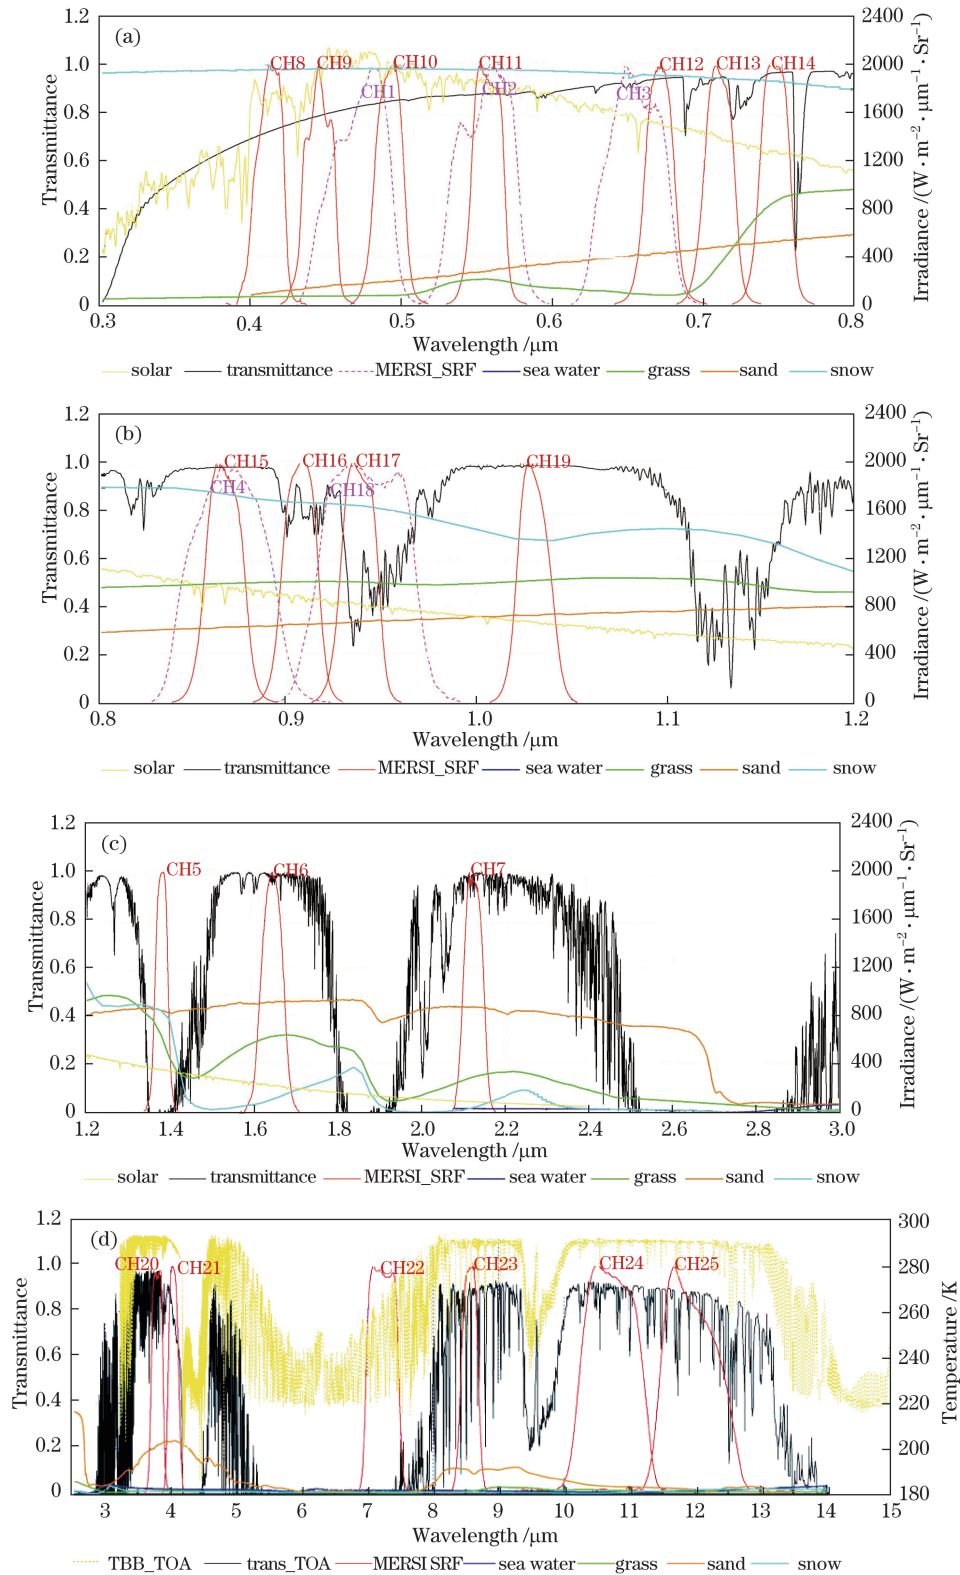 (a)
Transmittance
1.2
1.0
0.8
0.6
0.4
0.2
0
2400
2000
1600
1200
800
400
0
Irradiance /(W·m⁻²·μm⁻¹·Sr⁻¹)
CH8 CH9 CH10 CH11 CH12 CH13 CH14
CH1 CH2 CH3
0.3 0.4 0.5 0.6 0.7 0.8
Wavelength /μm
solar transmittance MERSI_SRF sea water grass sand snow
(b)
Transmittance
1.2
1.0
0.8
0.6
0.4
0.2
0
2400
2000
1600
1200
800
400
0
Irradiance /(W·m⁻²·μm⁻¹·Sr⁻¹)
CH15 CH16 CH17 CH19
CH4 CH18
0.8 0.9 1.0 1.1 1.2
Wavelength /μm
solar transmittance MERSI_SRF sea water grass sand snow
(c)
Transmittance
1.2
1.0
0.8
0.6
0.4
0.2
0
2400
2000
1600
1200
800
400
0
Irradiance /(W·m⁻²·μm⁻¹·Sr⁻¹)
CH5 CH6 CH7
1.2 1.4 1.6 1.8 2.0 2.2 2.4 2.6 2.8 3.0
Wavelength /μm
solar transmittance MERSI_SRF sea water grass sand snow
(d)
Transmittance
1.2
1.0
0.8
0.6
0.4
0.2
0
300
280
260
240
220
200
180
Temperature /K
CH20 CH21 CH22 CH23 CH24 CH25
3 4 5 6 7 8 9 10 11 12 13 14 15
Wavelength /μm
TBB_TOA trans_TOA MERSI SRF sea water grass sand snow